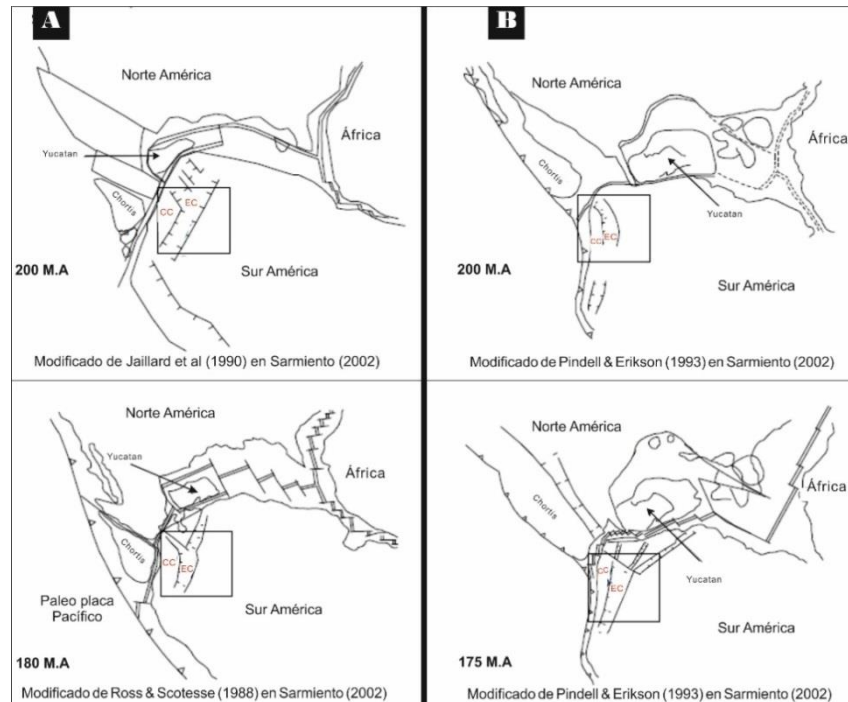 A
Norte América
África
Yucatan
Chortis
CC
EC
200 M.A
Sur América
Modificado de Jaillard et al (1990) en Sarmiento (2002)
B
Norte América
África
Chortis
Yucatan
CC
EC
200 M.A
Sur América
Modificado de Pindell & Erikson (1993) en Sarmiento (2002)
Norte América
Yucatan
África
Chortis
CC
EC
Paleo placa
Pacífico
Sur América
180 M.A
Modificado de Ross & Scotesse (1988) en Sarmiento (2002)
Norte América
África
Chortis
Yucatan
CC
EC
Sur América
175 M.A
Modificado de Pindell & Erikson (1993) en Sarmiento (2002)